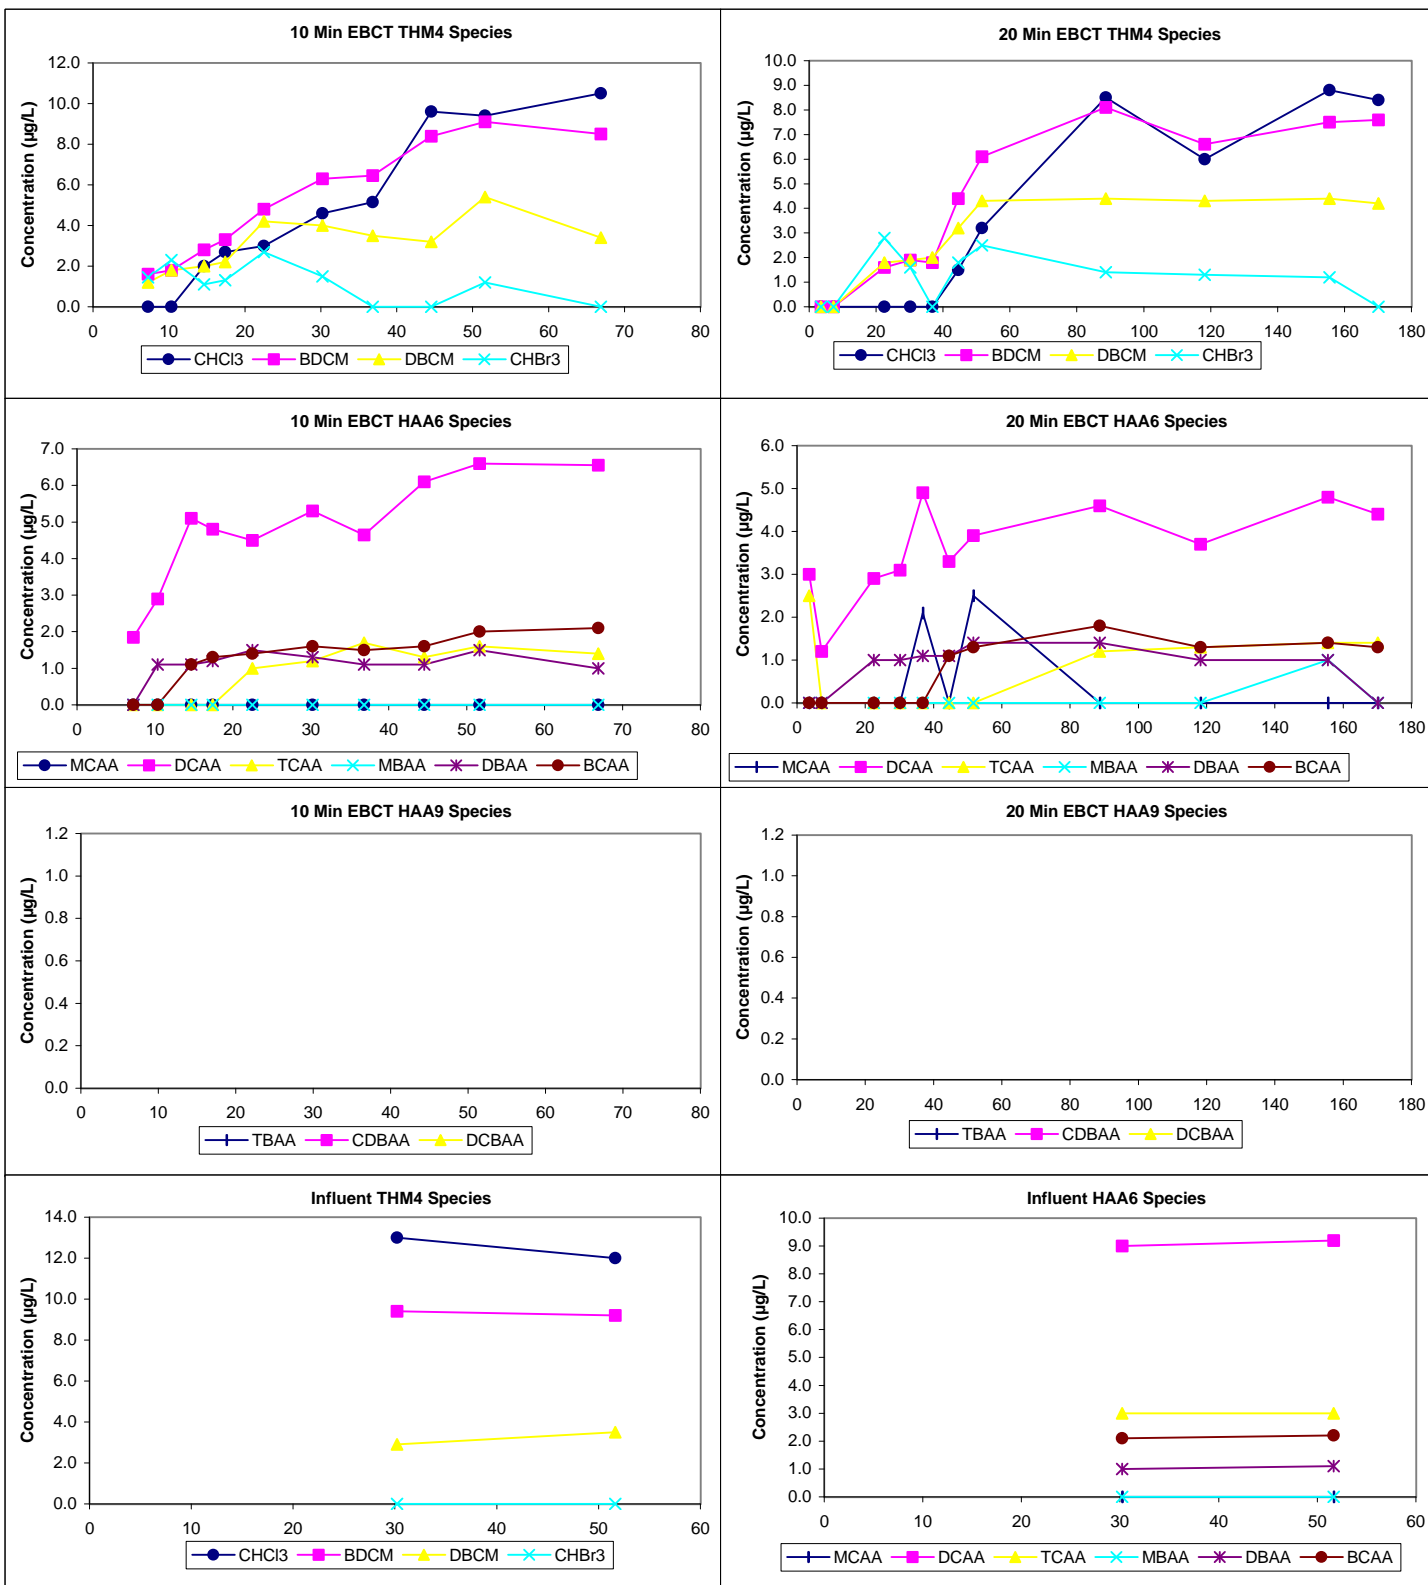 10 Min EBCT THM4 Species
Concentration (µg/L)
12.0
10.0
8.0
6.0
4.0
2.0
0.0
0 10 20 30 40 50 60 70 80
CHCl3 BDCM DBCM CHBr3
20 Min EBCT THM4 Species
Concentration (µg/L)
10.0
9.0
8.0
7.0
6.0
5.0
4.0
3.0
2.0
1.0
0.0
0 20 40 60 80 100 120 140 160 180
CHCl3 BDCM DBCM CHBr3
10 Min EBCT HAA6 Species
Concentration (µg/L)
7.0
6.0
5.0
4.0
3.0
2.0
1.0
0.0
0 10 20 30 40 50 60 70 80
MCAA DCAA TCAA MBAA DBAA BCAA
20 Min EBCT HAA6 Species
Concentration (µg/L)
6.0
5.0
4.0
3.0
2.0
1.0
0.0
0 20 40 60 80 100 120 140 160 180
MCAA DCAA TCAA MBAA DBAA BCAA
10 Min EBCT HAA9 Species
Concentration (µg/L)
1.2
1.0
0.8
0.6
0.4
0.2
0.0
0 10 20 30 40 50 60 70 80
TBAA CDBAA DCBAA
20 Min EBCT HAA9 Species
Concentration (µg/L)
1.2
1.0
0.8
0.6
0.4
0.2
0.0
0 20 40 60 80 100 120 140 160 180
TBAA CDBAA DCBAA
Influent THM4 Species
Concentration (µg/L)
14.0
12.0
10.0
8.0
6.0
4.0
2.0
0.0
0 10 20 30 40 50 60
CHCl3 BDCM DBCM CHBr3
Influent HAA6 Species
Concentration (µg/L)
10.0
9.0
8.0
7.0
6.0
5.0
4.0
3.0
2.0
1.0
0.0
0 10 20 30 40 50 60
MCAA DCAA TCAA MBAA DBAA BCAA